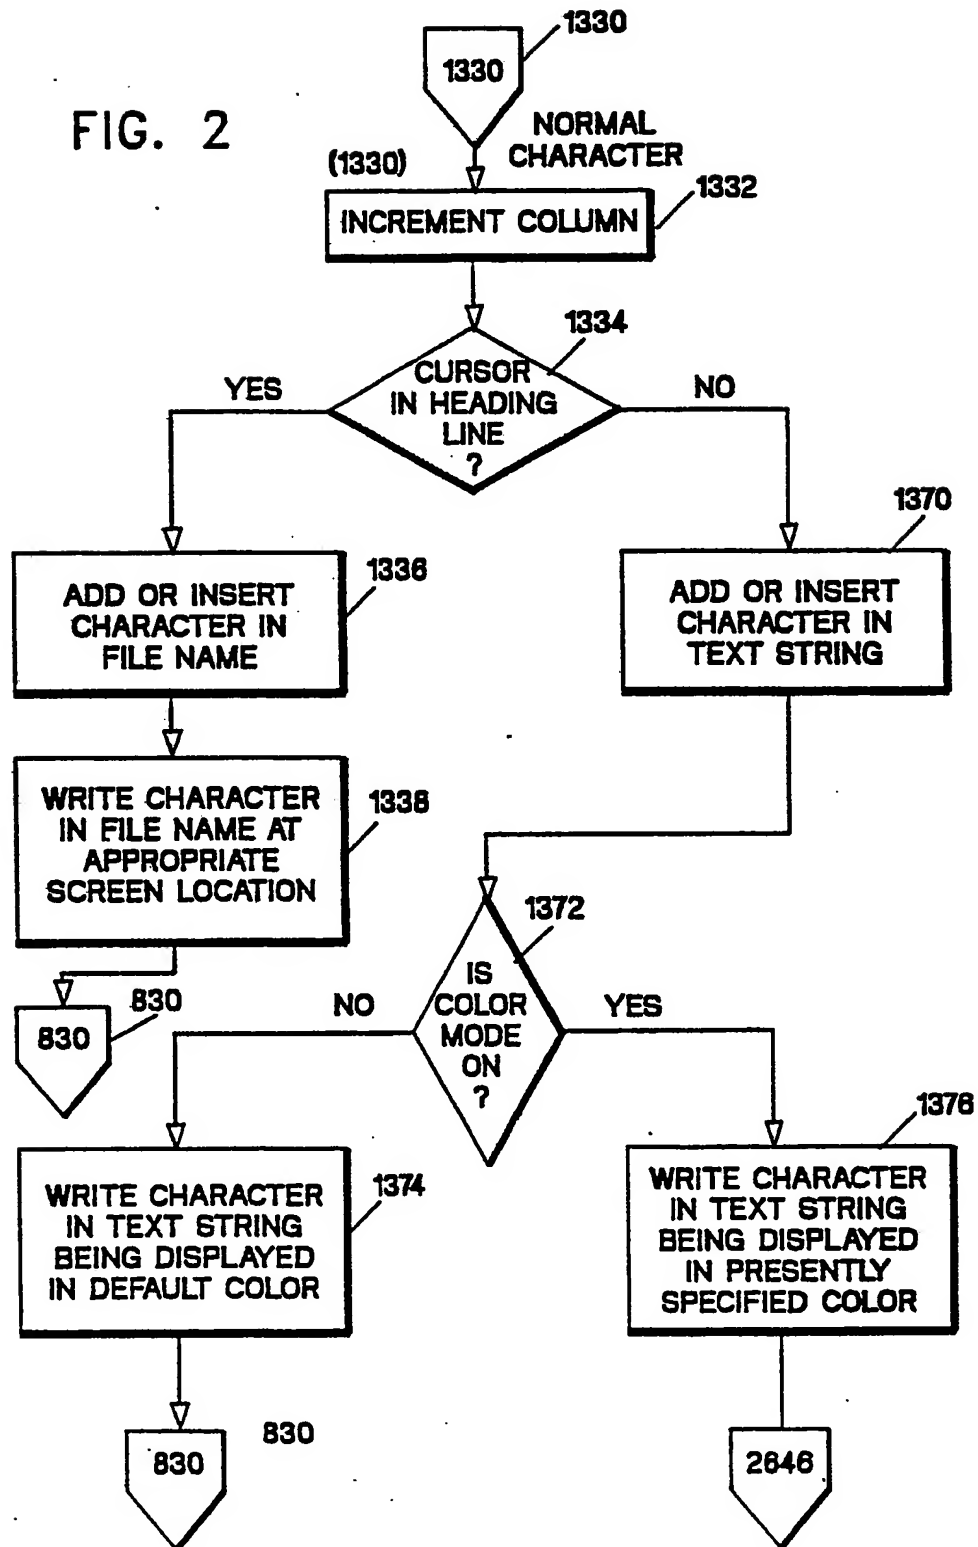 1330
1330
FIG. 2
NORMAL
CHARACTER
(1330)
1332
INCREMENT COLUMN
1334
CURSOR
IN HEADING
LINE
?
YES
NO
1370
1336
ADD OR INSERT
CHARACTER IN
FILE NAME
ADD OR INSERT
CHARACTER IN
TEXT STRING
WRITE CHARACTER
IN FILE NAME AT
APPROPRIATE
SCREEN LOCATION
1338
1372
IS
COLOR
MODE
ON
?
NO
YES
830
830
1376
WRITE CHARACTER
IN TEXT STRING
BEING DISPLAYED
IN DEFAULT COLOR
1374
WRITE CHARACTER
IN TEXT STRING
BEING DISPLAYED
IN PRESENTLY
SPECIFIED COLOR
830
830
2646